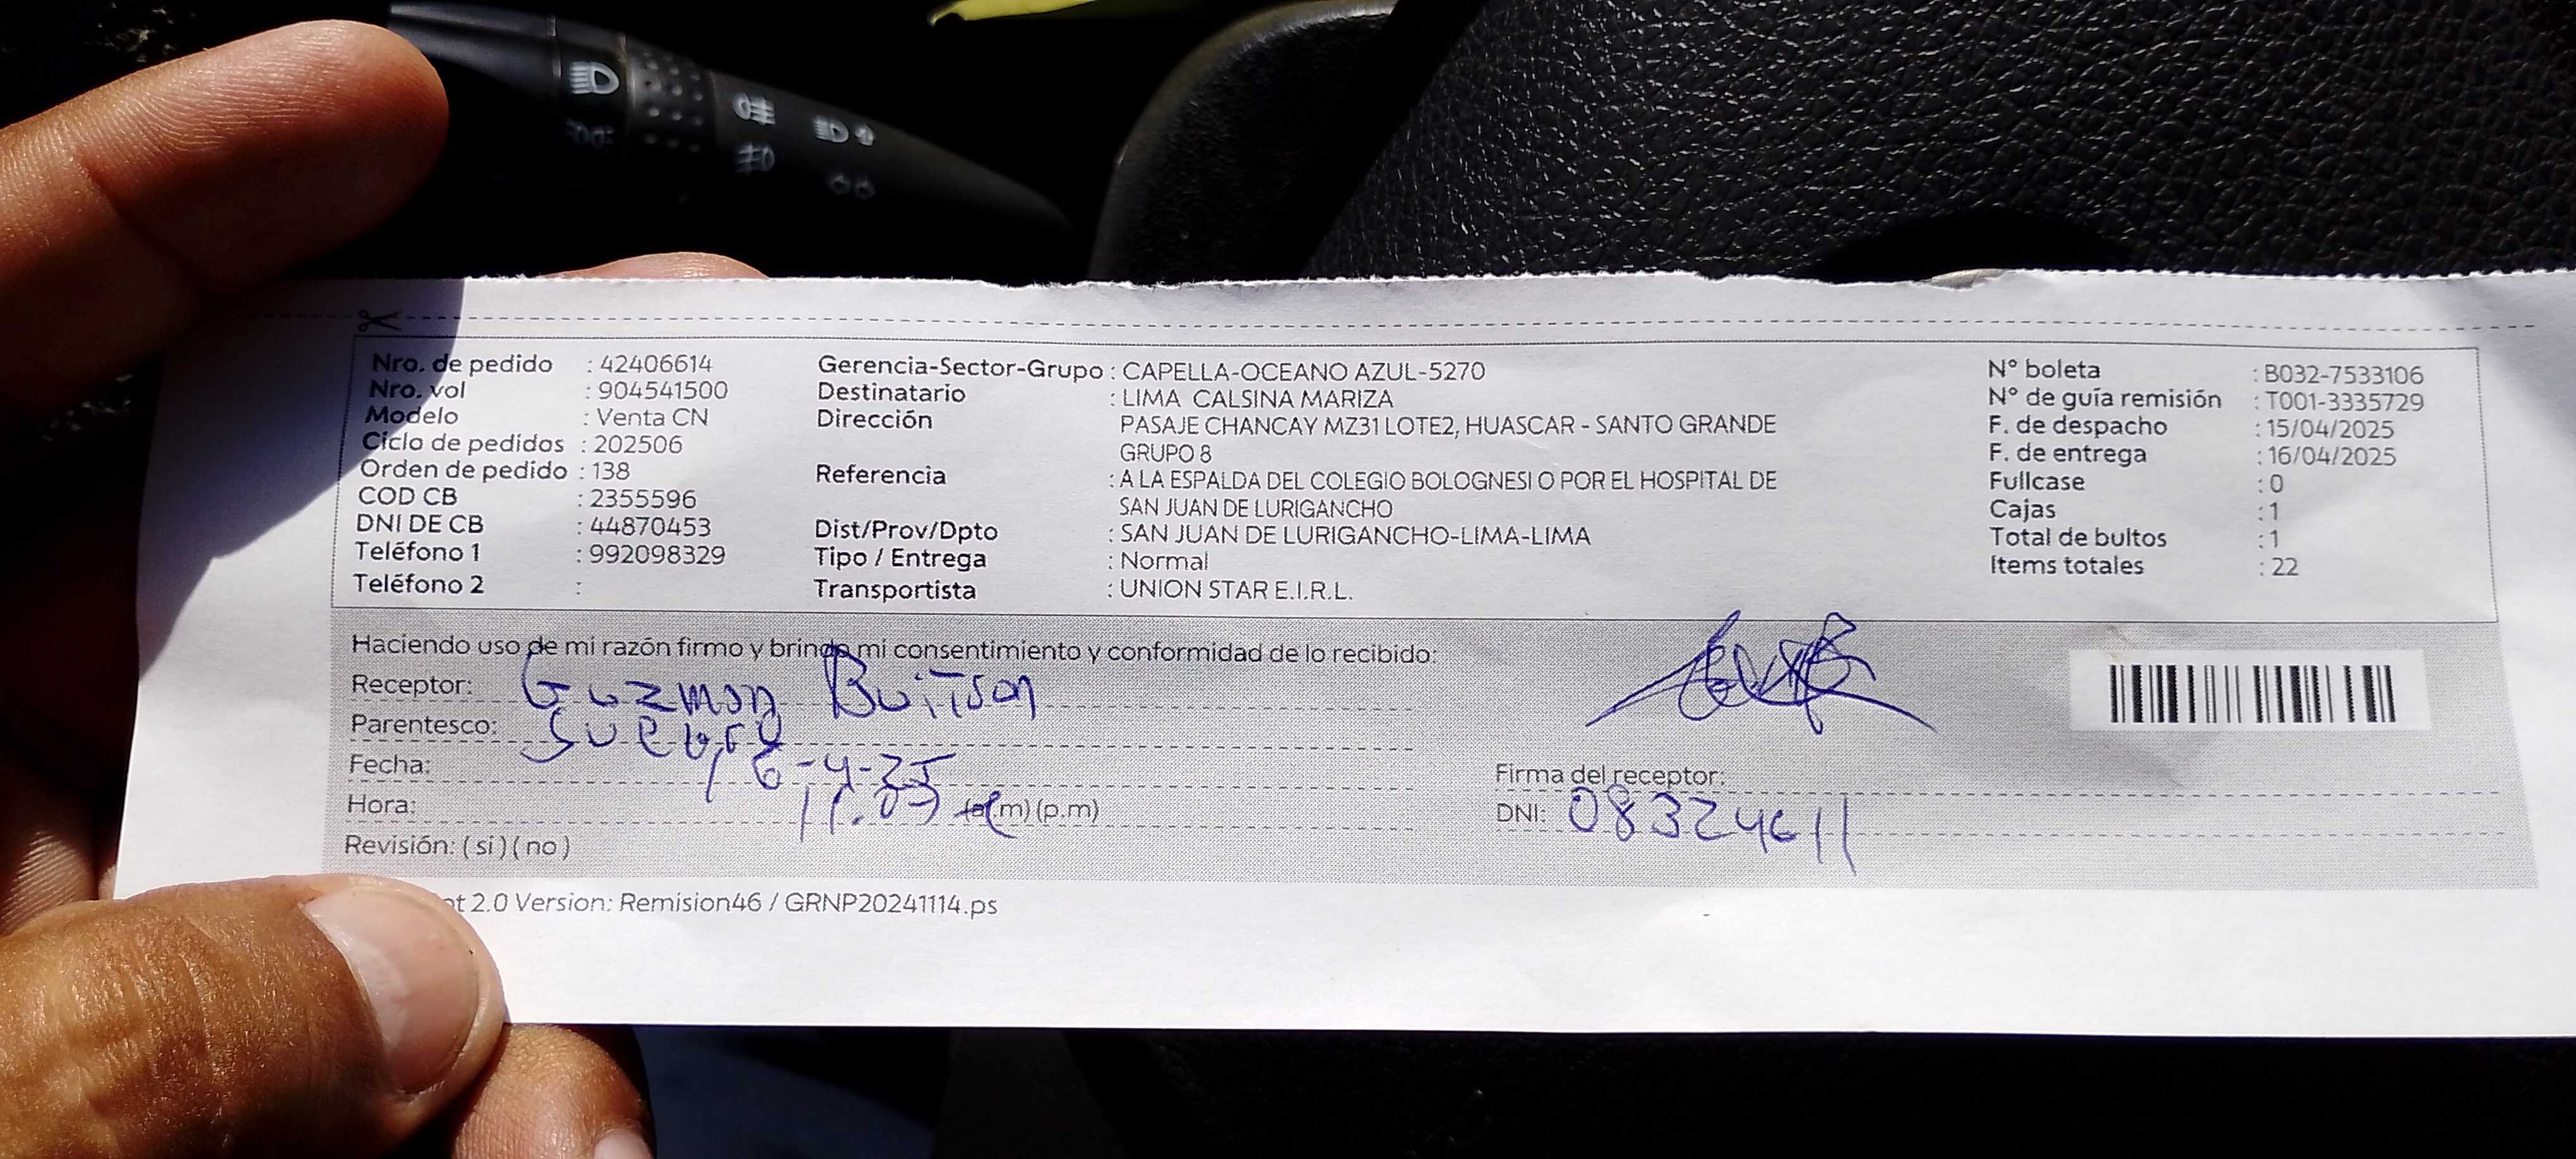 Nro. de pedido : 42406614
Nro. vol : 904541500
Modelo : Venta CN
Ciclo de pedidos : 202506
Orden de pedido : 138
COD CB : 2355596
DNI DE CB : 44870453
Teléfono 1 : 992098329
Teléfono 2 :
Gerencia-Sector-Grupo : CAPELLA-OCEANO AZUL-5270
Destinatario : LIMA CALSINA MARIZA
Dirección PASAJE CHANCAY MZ31 LOTE2, HUASCAR - SANTO GRANDE
GRUPO 8
Referencia : A LA ESPALDA DEL COLEGIO BOLOGNESI O POR EL HOSPITAL DE
SAN JUAN DE LURIGANCHO
Dist/Prov/Dpto : SAN JUAN DE LURIGANCHO-LIMA-LIMA
Tipo / Entrega : Normal
Transportista : UNION STAR E.I.R.L.
N° boleta : B032-7533106
N° de guía remisión : T001-3335729
F. de despacho : 15/04/2025
F. de entrega : 16/04/2025
Fullcase : 0
Cajas : 1
Total de bultos : 1
Items totales : 22
Haciendo uso de mi razón firmo y brindo mi consentimiento y conformidad de lo recibido:
Receptor: Guzman
Parentesco: Suegro
Fecha: 16-4-25
Hora: 11.07 (a.m) (p.m)
Revisión: ( si ) ( no )
Firma del receptor:
DNI: 08324611
2.0 Version: Remision46 / GRNP20241114.ps